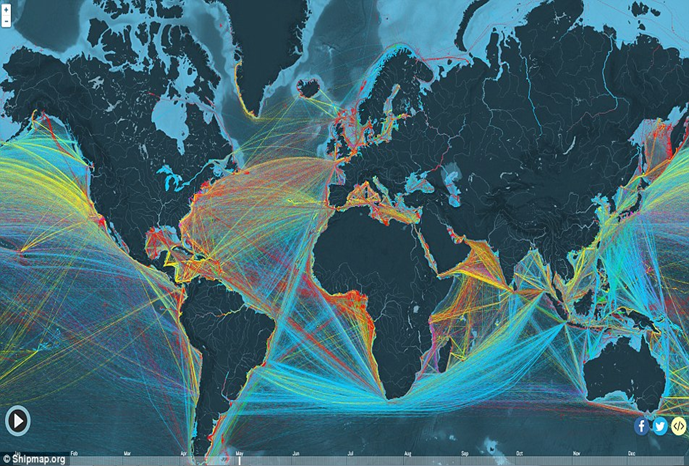 +
-
f
</>
Feb
Mar
Apr
May
Jun
Jul
Aug
Sep
Oct
Nov
Dec
© Shipmap.org